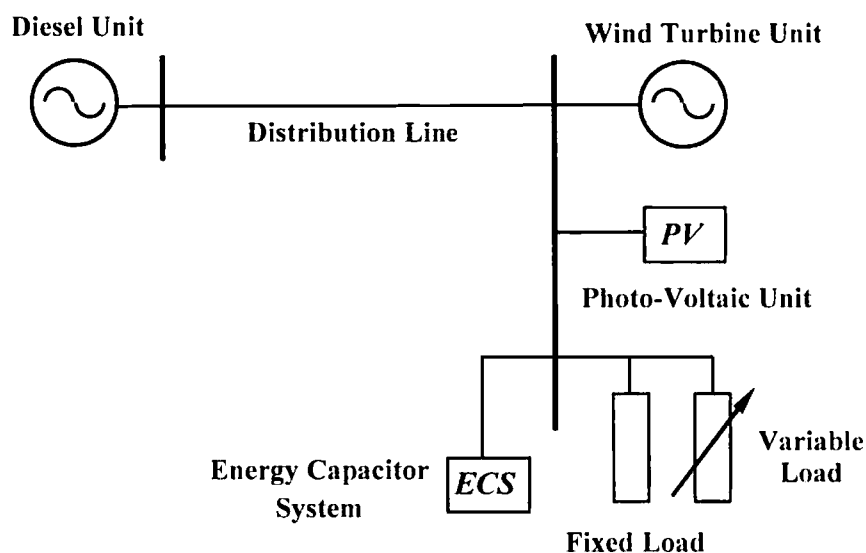 Diesel Unit
Wind Turbine Unit
Distribution Line
PV
Photo-Voltaic Unit
Energy Capacitor
System
ECS
Variable
Load
Fixed Load